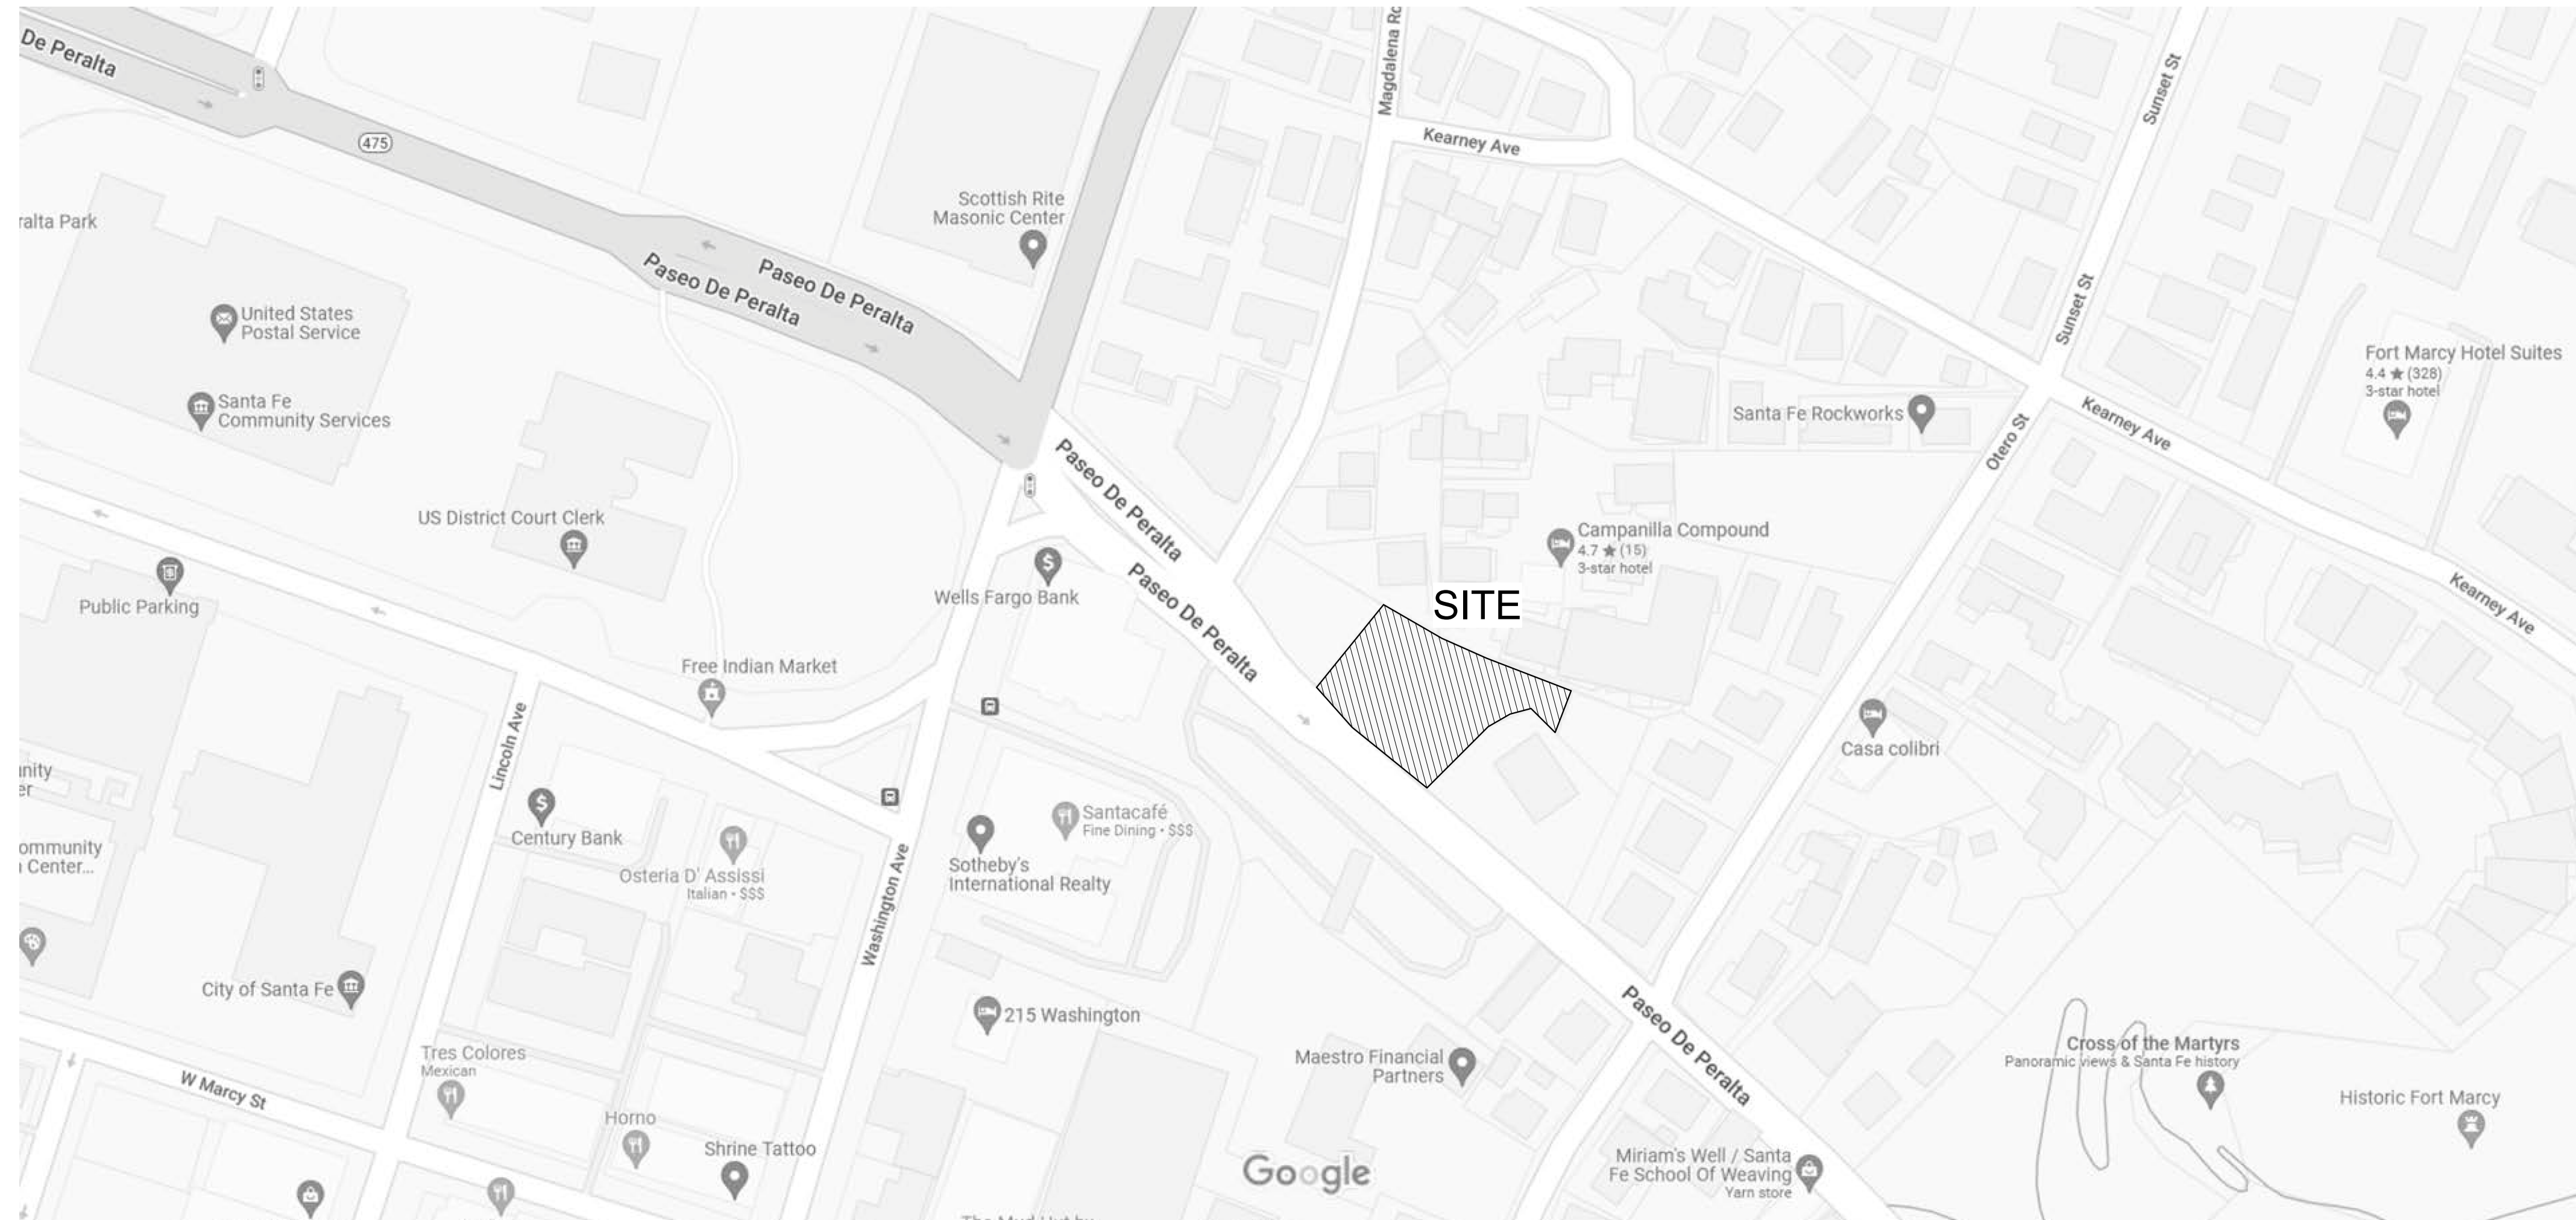 De Peralta
Magdalena Rd
Sunset St
475
Kearney Ave
Scottish Rite
Masonic Center
ralta Park
Paseo De Peralta
Paseo De Peralta
Sunset St
United States
Postal Service
Fort Marcy Hotel Suites
4.4 ★ (328)
3-star hotel
Santa Fe
Community Services
Santa Fe Rockworks
Kearney Ave
Otero St
Paseo De Peralta
US District Court Clerk
Campanilla Compound
4.7 ★ (15)
3-star hotel
Public Parking
Wells Fargo Bank
Paseo De Peralta
SITE
Kearney Ave
Free Indian Market
Lincoln Ave
Casa colibri
nity
er
Century Bank
Santacafé
Fine Dining • $$$
ommunity
Center...
Osteria D' Assissi
Italian • $$$
Sotheby's
International Realty
Washington Ave
City of Santa Fe
215 Washington
Paseo De Peralta
Tres Colores
Mexican
Maestro Financial
Partners
Cross of the Martyrs
Panoramic views & Santa Fe history
W Marcy St
Historic Fort Marcy
Horno
Shrine Tattoo
Google
Miriam's Well / Santa
Fe School Of Weaving
Yarn store